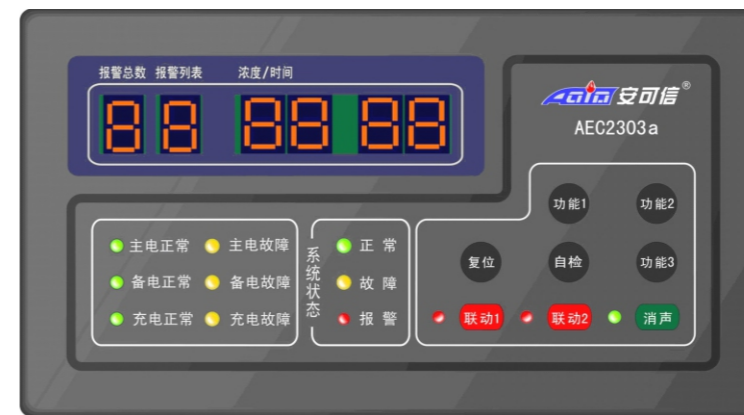 报警总数 报警列表 浓度/时间
88 88:88
安可信®
AEC2303a
功能1 功能2
复位 自检 功能3
联动1 联动2 消声
主电正常 主电故障
备电正常 备电故障
充电正常 充电故障
系统状态
正常
故障
报警